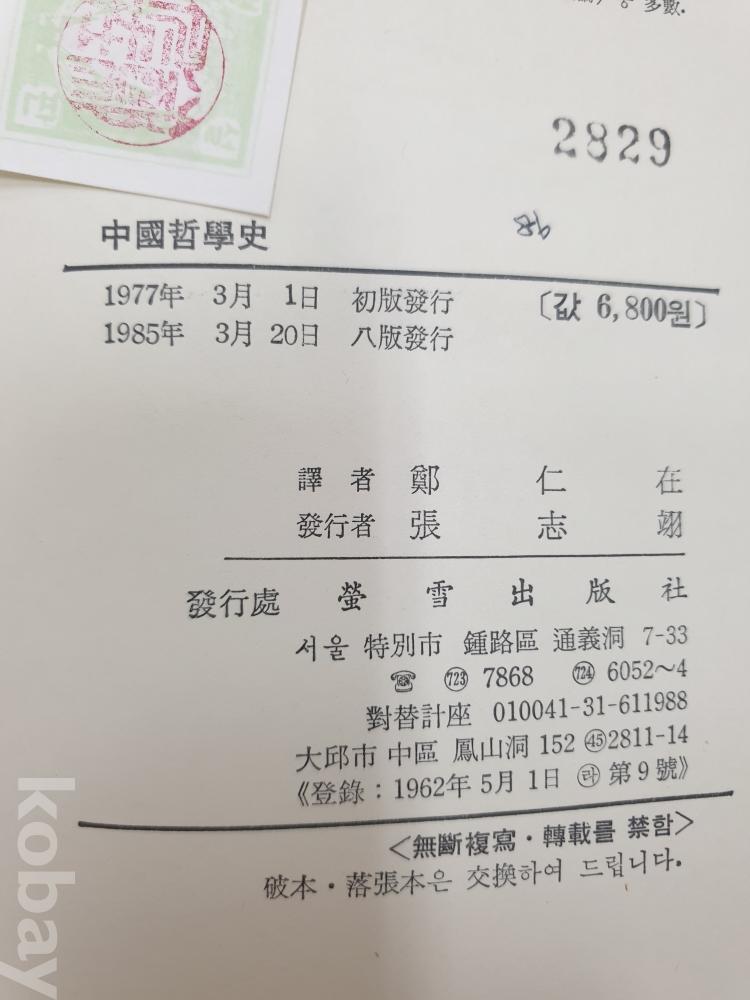 多數.
2829
中國哲學史
1977年 3月 1日 初版發行 〔값 6,800원〕
1985年 3月 20日 八版發行
譯者 鄭仁在
發行者 張志翊
發行處 螢雪出版社
서울 特別市 鍾路區 通義洞 7-33
☎ 723 7868 724 6052~4
對替計座 010041-31-611988
大邱市 中區 鳳山洞 152 45 2811-14
《登錄 : 1962年 5月 1日 ㉣ 第9號》
<無斷複寫·轉載를 禁함>
破本·落張本은 交換하여 드립니다.
kobay